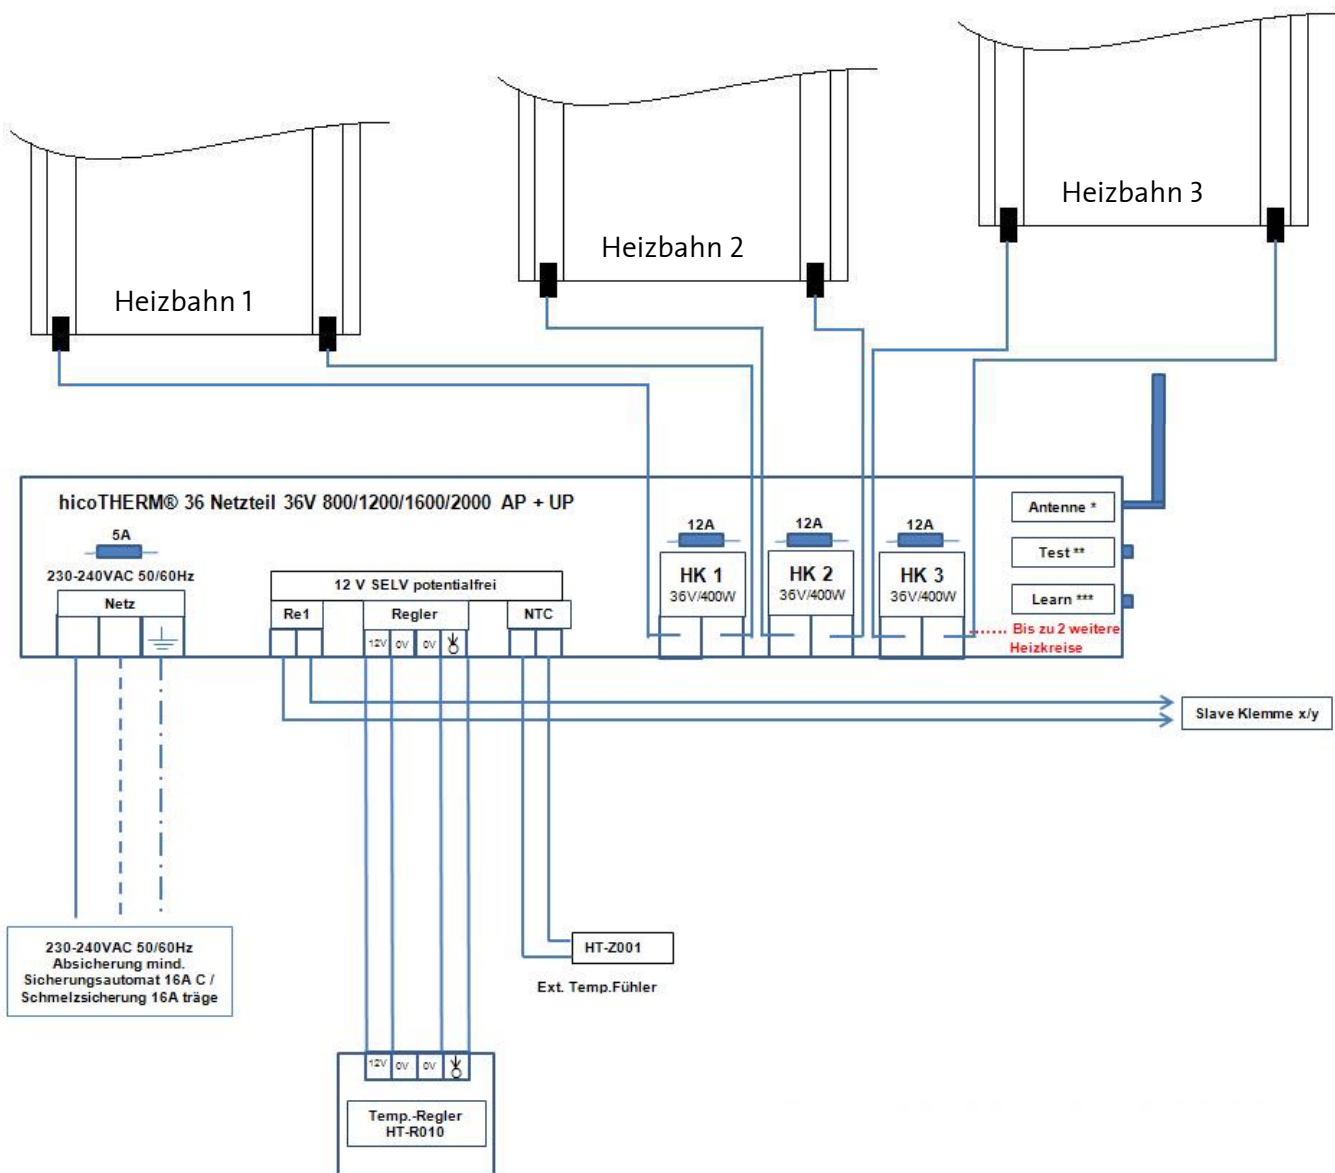 Heizbahn 3
Heizbahn 2
Heizbahn 1
hicoTHERM® 36 Netzteil 36V 800/1200/1600/2000 AP + UP
5A
230-240VAC 50/60Hz
Netz
12 V SELV potentialfrei
Re1
Regler
NTC
12V
0V
0V
12A
HK 1
36V/400W
12A
HK 2
36V/400W
12A
HK 3
36V/400W
Antenne *
Test **
Learn ***
....... Bis zu 2 weitere
Heizkreise
Slave Klemme x/y
230-240VAC 50/60Hz
Absicherung mind.
Sicherungsautomat 16A C /
Schmelzsicherung 16A träge
HT-Z001
Ext. Temp.Fühler
12V
0V
0V
Temp.-Regler
HT-R010